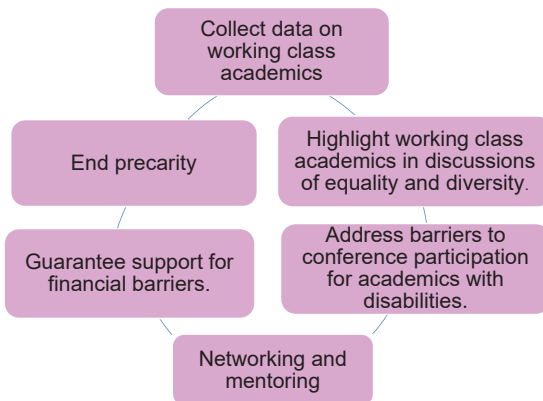 Collect data on
working class
academics
Highlight working class
academics in discussions
of equality and diversity.
Address barriers to
conference participation
for academics with
disabilities.
Networking and
mentoring
Guarantee support for
financial barriers.
End precarity